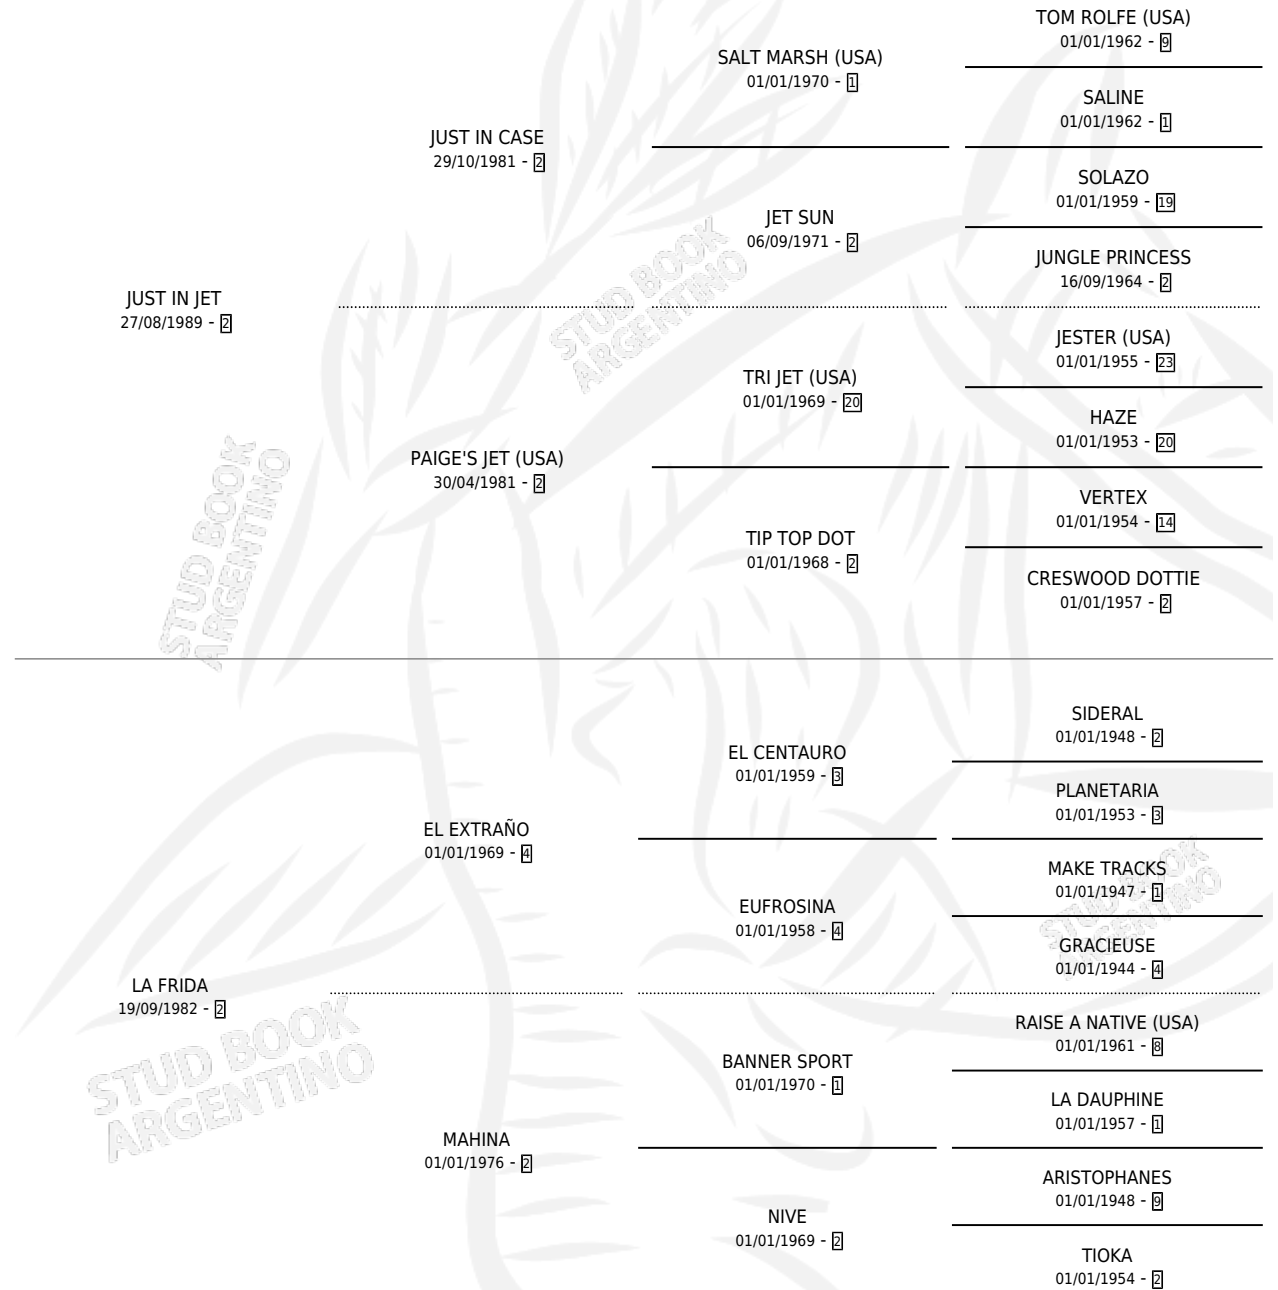 TOM ROLFE (USA)
01/01/1962 - 9
SALT MARSH (USA)
01/01/1970 - 1
SALINE
01/01/1962 - 1
JUST IN CASE
29/10/1981 - 2
SOLAZO
01/01/1959 - 19
JET SUN
06/09/1971 - 2
JUNGLE PRINCESS
16/09/1964 - 2
JUST IN JET
27/08/1989 - 2
JESTER (USA)
01/01/1955 - 23
TRI JET (USA)
01/01/1969 - 20
HAZE
01/01/1953 - 20
PAIGE'S JET (USA)
30/04/1981 - 2
VERTEX
01/01/1954 - 14
TIP TOP DOT
01/01/1968 - 2
CRESWOOD DOTTIE
01/01/1957 - 2
SIDERAL
01/01/1948 - 2
EL CENTAURO
01/01/1959 - 3
PLANETARIA
01/01/1953 - 3
EL EXTRAÑO
01/01/1969 - 4
MAKE TRACKS
01/01/1947 - 1
EUFROSINA
01/01/1958 - 4
GRACIEUSE
01/01/1944 - 4
LA FRIDA
19/09/1982 - 2
RAISE A NATIVE (USA)
01/01/1961 - 8
BANNER SPORT
01/01/1970 - 1
LA DAUPHINE
01/01/1957 - 1
MAHINA
01/01/1976 - 2
ARISTOPHANES
01/01/1948 - 9
NIVE
01/01/1969 - 2
TIOKA
01/01/1954 - 2
STUD BOOK
ARGENTINO
STUD BOOK
ARGENTINO
STUD BOOK
ARGENTINO
STUD BOOK
ARGENTINO